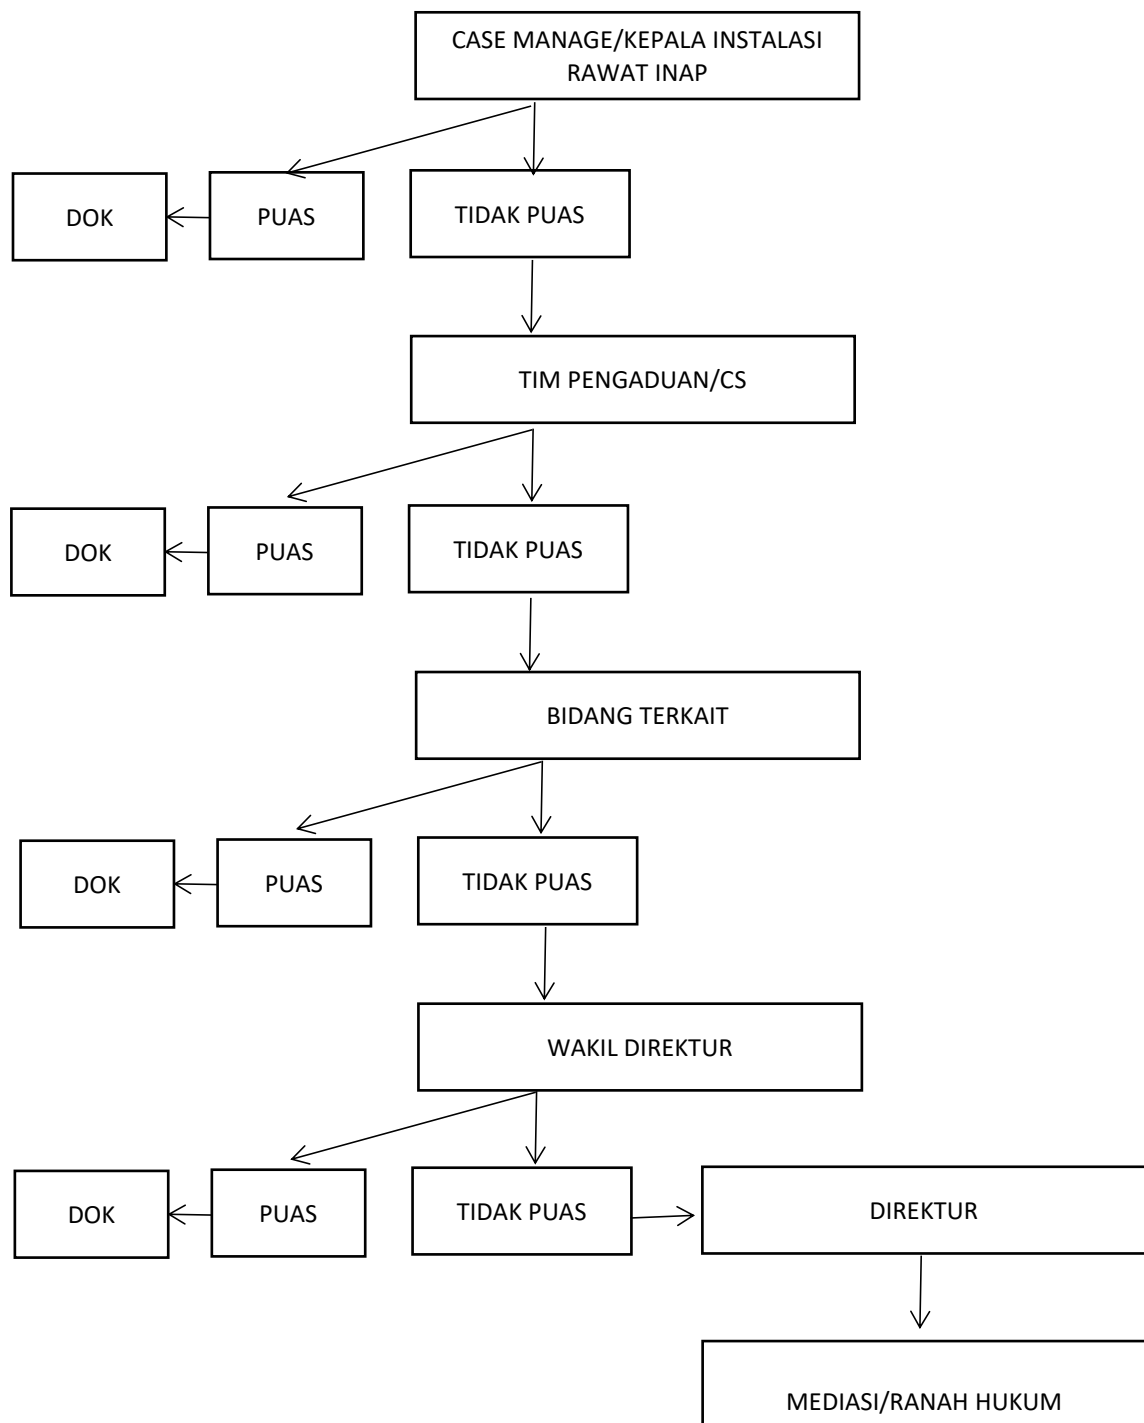 CASE MANAGE/KEPALA INSTALASI
RAWAT INAP
DOK
PUAS
TIDAK PUAS
TIM PENGADUAN/CS
DOK
PUAS
TIDAK PUAS
BIDANG TERKAIT
DOK
PUAS
TIDAK PUAS
WAKIL DIREKTUR
DOK
PUAS
TIDAK PUAS
DIREKTUR
MEDIASI/RANAH HUKUM